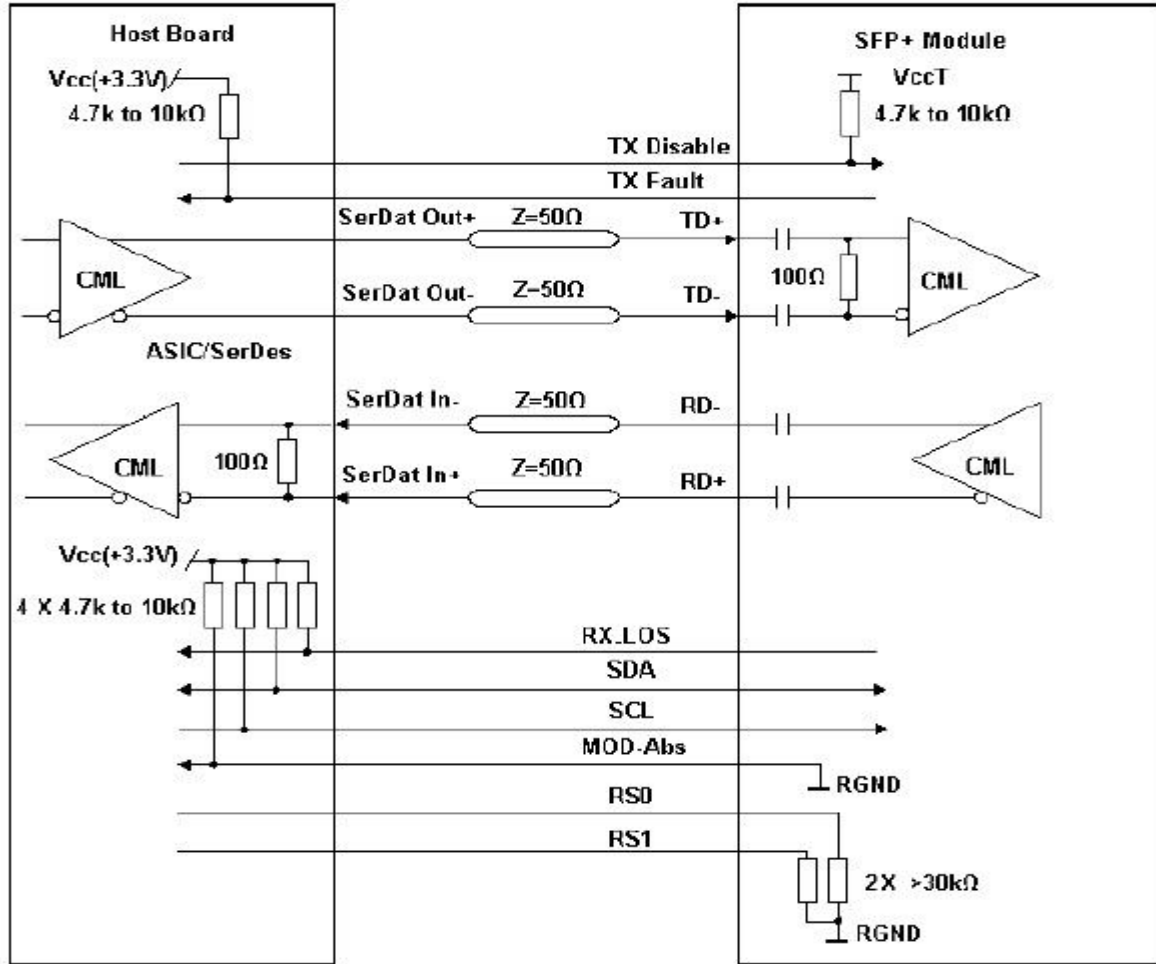 Host Board
SFP+ Module
Vcc(+3.3V)
VccT
4.7k to 10kΩ
4.7k to 10kΩ
TX Disable
TX Fault
SerDat Out+
Z=50Ω
TD+
CML
100Ω
CML
SerDat Out-
Z=50Ω
TD-
ASIC/SerDes
SerDat In-
Z=50Ω
RD-
CML
100Ω
CML
SerDat In+
Z=50Ω
RD+
Vcc(+3.3V)
4 X 4.7k to 10kΩ
RX_LOS
SDA
SCL
MOD-Abs
RGND
RS0
RS1
2X >30kΩ
RGND